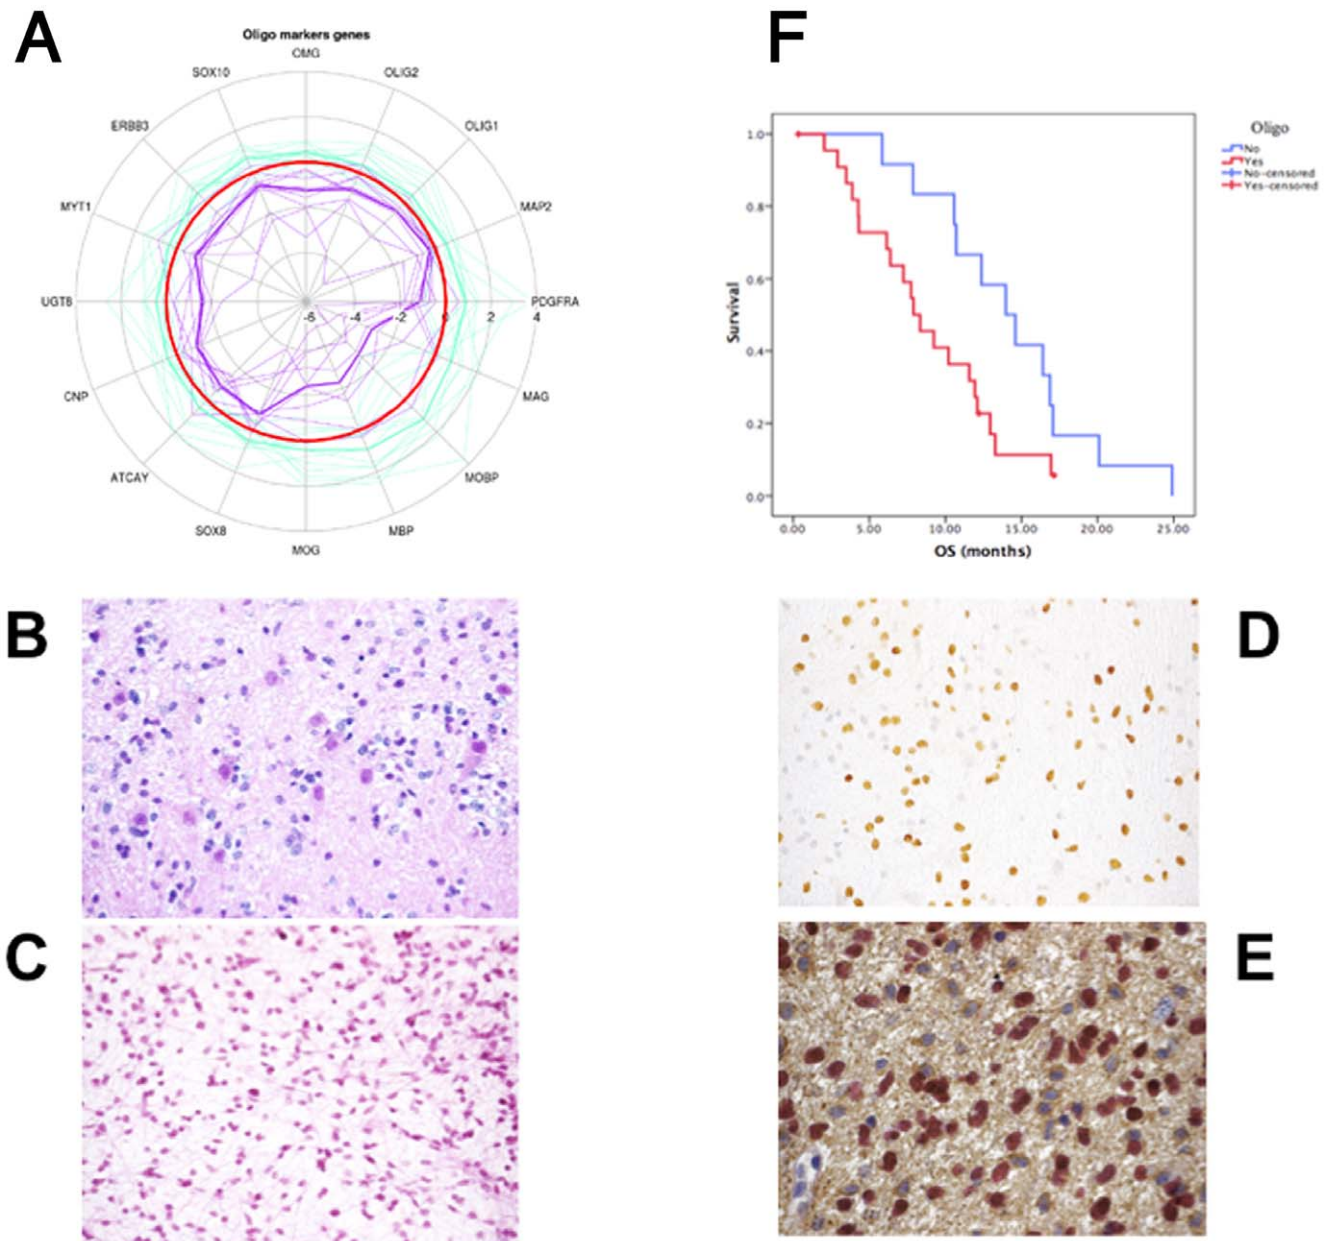 A
Oligo markers genes
OMG
SOX10
OLIG2
ERBB3
OLIG1
MYT1
MAP2
UGT8
PDGFRA
-6 -4 -2 0 2 4
CNP
MAG
ATCAY
MOBP
SOX8
MBP
MOG
F
Oligo
No
Yes
No-censored
Yes-censored
Survival
1.0
0.8
0.6
0.4
0.2
0.0
0.00 5.00 10.00 15.00 20.00 25.00
OS (months)
B
D
C
E